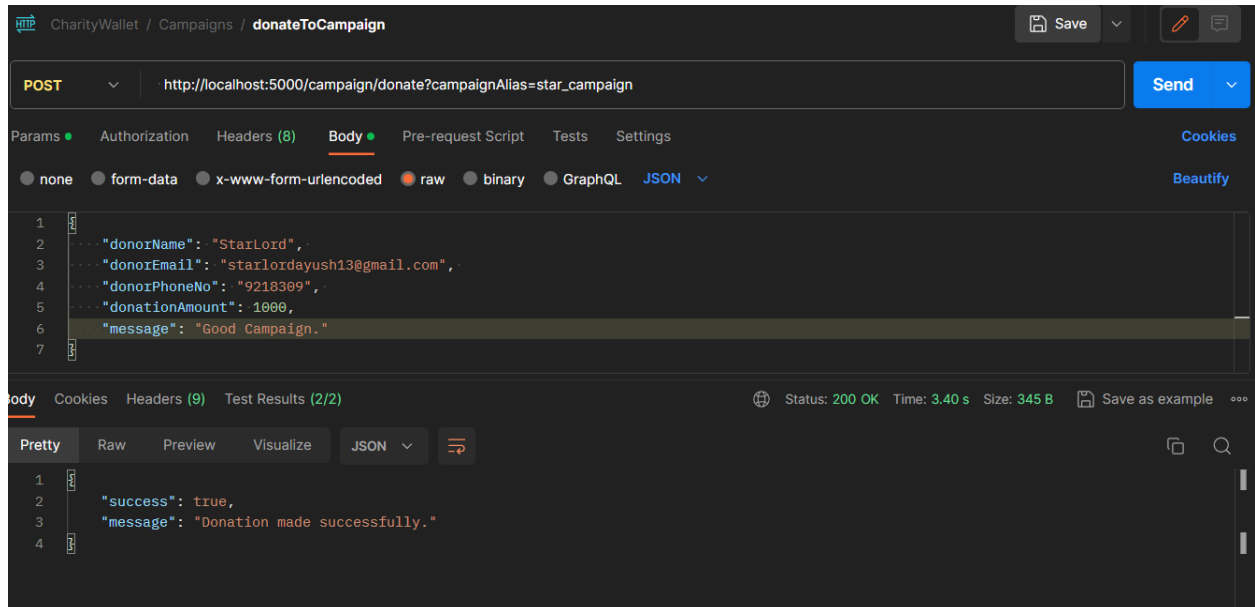 HTTP CharityWallet / Campaigns / donateToCampaign Save
POST http://localhost:5000/campaign/donate?campaignAlias=star_campaign Send
Params Authorization Headers (8) Body Pre-request Script Tests Settings Cookies
none form-data x-www-form-urlencoded raw binary GraphQL JSON Beautify
1 {
2 "donorName": "StarLord",
3 "donorEmail": "starlordayush13@gmail.com",
4 "donorPhoneNo": "9218309",
5 "donationAmount": 1000,
6 "message": "Good Campaign."
7 }
Body Cookies Headers (9) Test Results (2/2) Status: 200 OK Time: 3.40 s Size: 345 B Save as example
Pretty Raw Preview Visualize JSON
1 {
2 "success": true,
3 "message": "Donation made successfully."
4 }